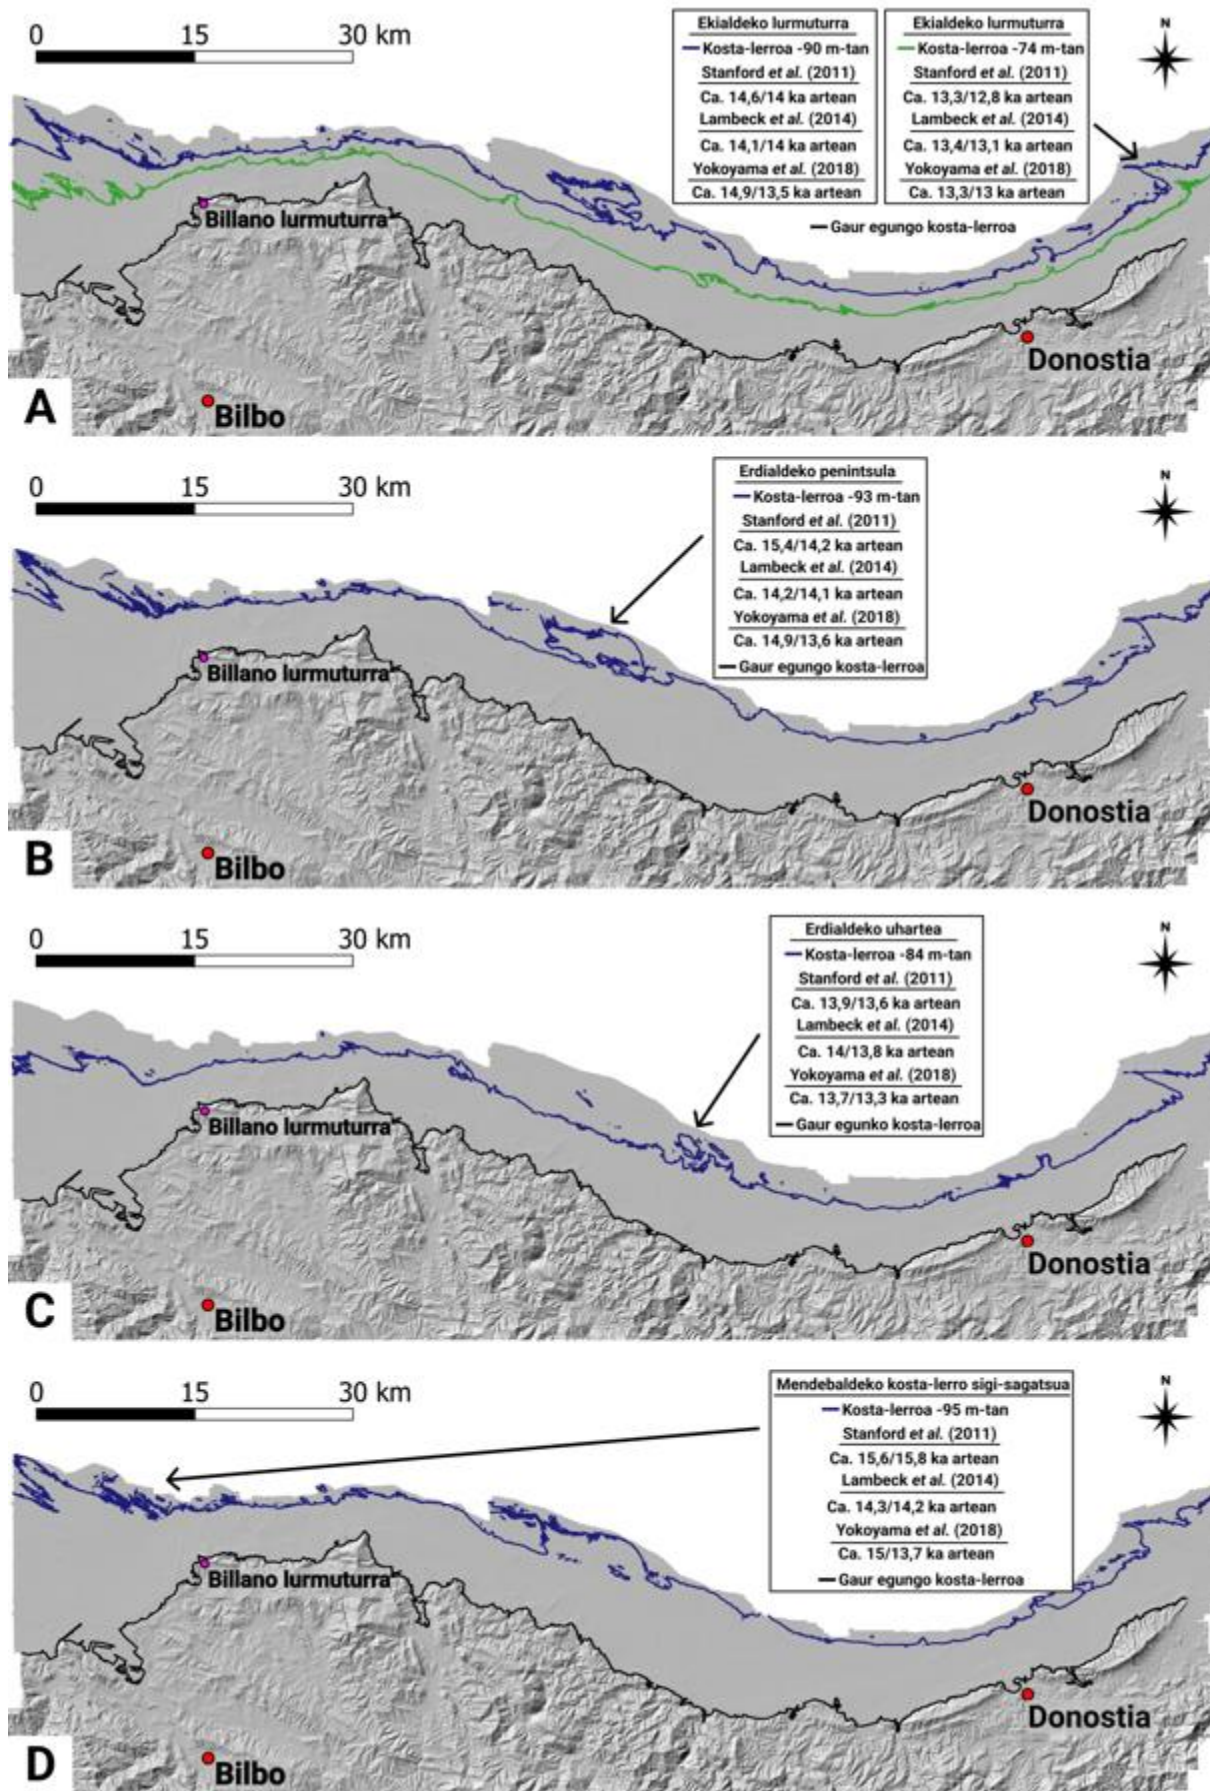 0 15 30 km
Ekialdeko lurmuturra
Kosta-lerroa -90 m-tan
Stanford et al. (2011)
Ca. 14,6/14 ka artean
Lambeck et al. (2014)
Ca. 14,1/14 ka artean
Yokoyama et al. (2018)
Ca. 14,9/13,5 ka artean
Ekialdeko lurmuturra
Kosta-lerroa -74 m-tan
Stanford et al. (2011)
Ca. 13,3/12,8 ka artean
Lambeck et al. (2014)
Ca. 13,4/13,1 ka artean
Yokoyama et al. (2018)
Ca. 13,3/13 ka artean
Gaur egungo kosta-lerroa
N
Billano lurmuturra
Donostia
Bilbo
A
0 15 30 km
Erdialdeko penintsula
Kosta-lerroa -93 m-tan
Stanford et al. (2011)
Ca. 15,4/14,2 ka artean
Lambeck et al. (2014)
Ca. 14,2/14,1 ka artean
Yokoyama et al. (2018)
Ca. 14,9/13,6 ka artean
Gaur egungo kosta-lerroa
N
Billano lurmuturra
Donostia
Bilbo
B
0 15 30 km
Erdialdeko uhartea
Kosta-lerroa -84 m-tan
Stanford et al. (2011)
Ca. 13,9/13,6 ka artean
Lambeck et al. (2014)
Ca. 14/13,8 ka artean
Yokoyama et al. (2018)
Ca. 13,7/13,3 ka artean
Gaur egunko kosta-lerroa
N
Billano lurmuturra
Donostia
Bilbo
C
0 15 30 km
Mendebaldeko kosta-lerro sigi-sagatsua
Kosta-lerroa -95 m-tan
Stanford et al. (2011)
Ca. 15,6/15,8 ka artean
Lambeck et al. (2014)
Ca. 14,3/14,2 ka artean
Yokoyama et al. (2018)
Ca. 15/13,7 ka artean
Gaur egungo kosta-lerroa
N
Billano lurmuturra
Donostia
Bilbo
D